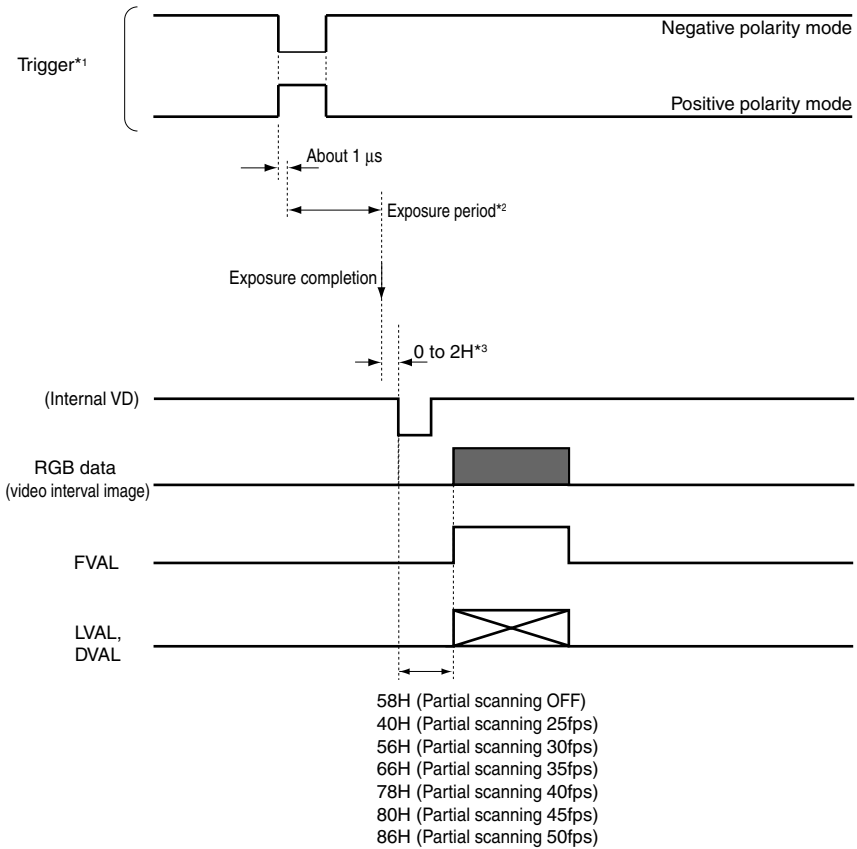 Negative polarity mode
Trigger*1
Positive polarity mode
About 1 μs
Exposure period*2
Exposure completion
0 to 2H*3
(Internal VD)
RGB data
(video interval image)
FVAL
LVAL,
DVAL
58H (Partial scanning OFF)
40H (Partial scanning 25fps)
56H (Partial scanning 30fps)
66H (Partial scanning 35fps)
78H (Partial scanning 40fps)
80H (Partial scanning 45fps)
86H (Partial scanning 50fps)